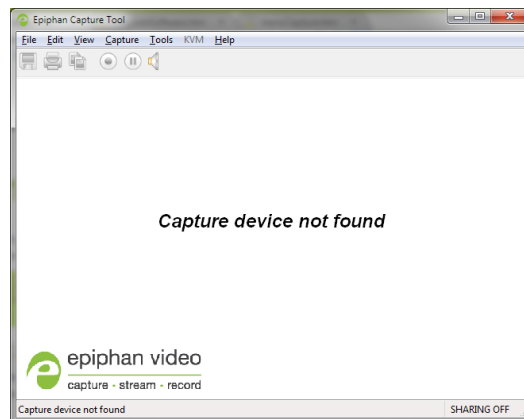 Epiphan Capture Tool
File Edit View Capture Tools KVM Help
Capture device not found
epiphan video
capture - stream - record
Capture device not found SHARING OFF